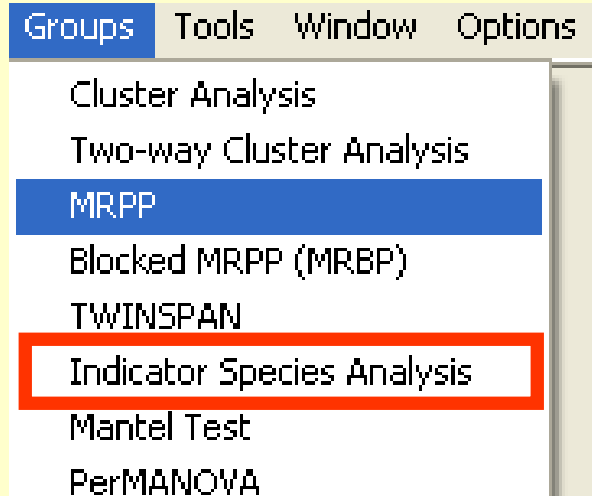 Groups Tools Window Options
Cluster Analysis
Two-way Cluster Analysis
MRPP
Blocked MRPP (MRBP)
TWINSPAN
Indicator Species Analysis
Mantel Test
PerMANOVA